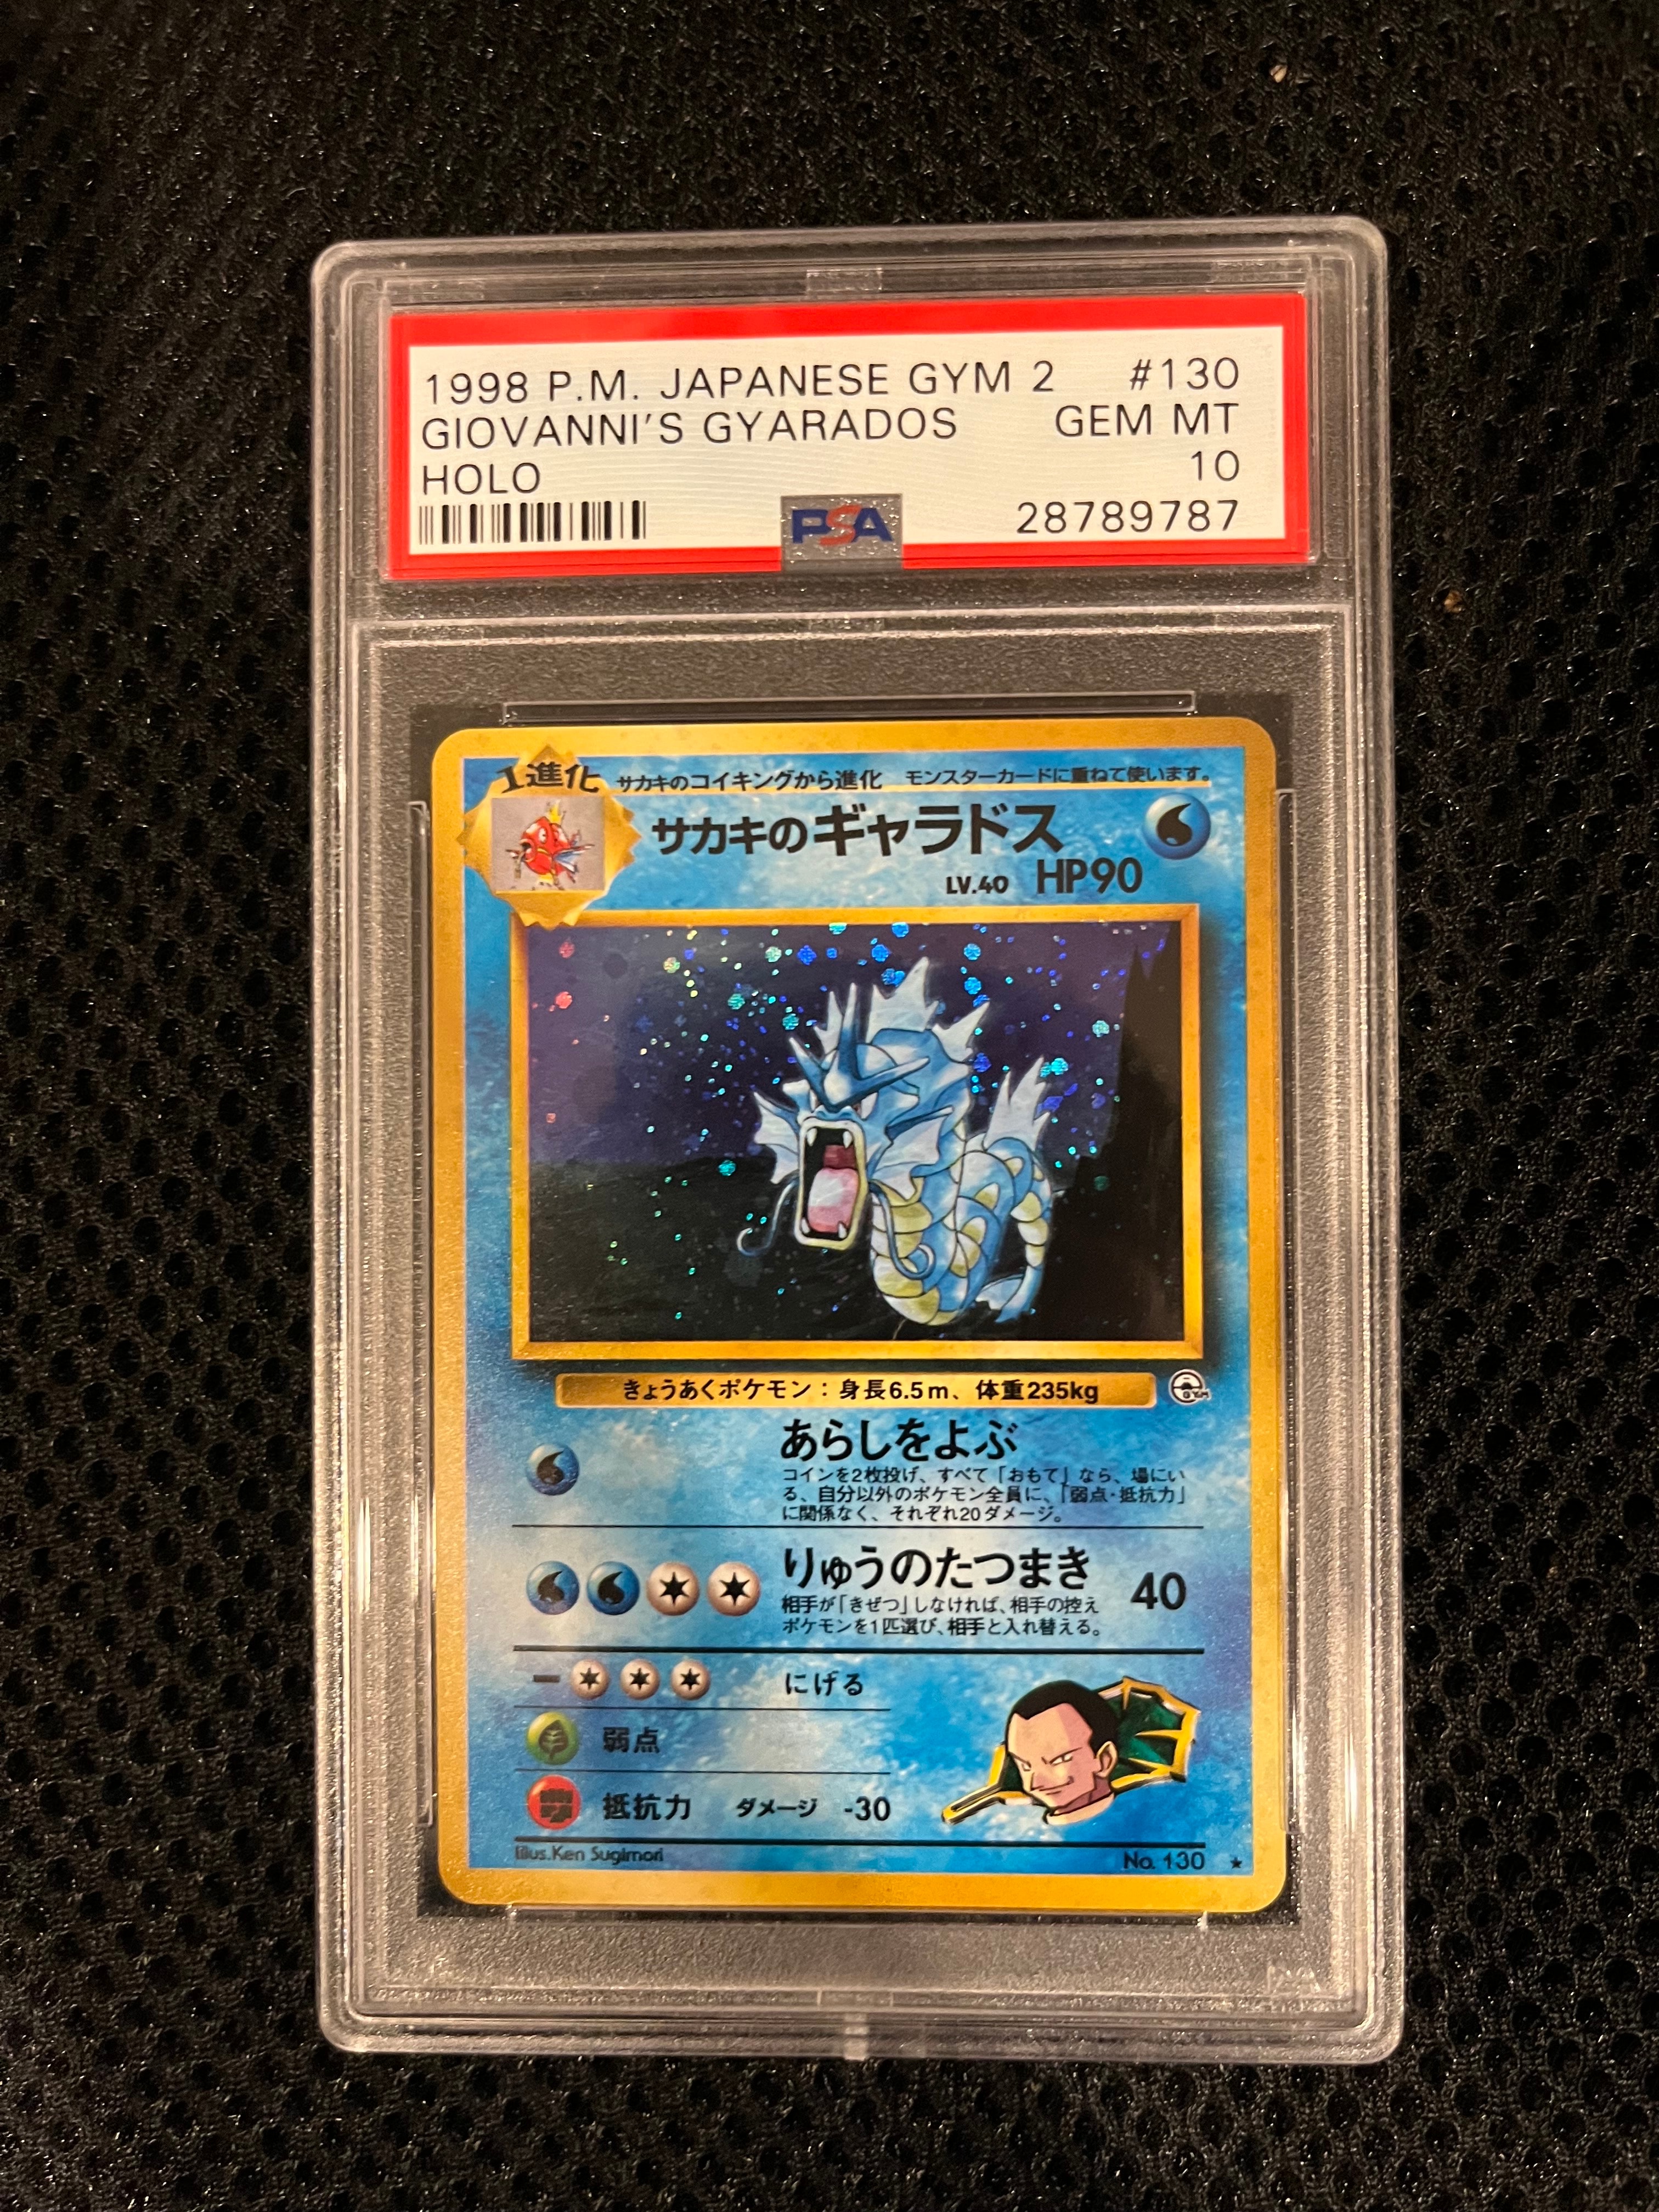 1998 P.M. JAPANESE GYM 2 #130
GIOVANNI'S GYARADOS GEM MT
HOLO 10
PSA 28789787
1進化 サカキのコイキングから進化 モンスターカードに重ねて使います。
サカキのギャラドス
LV.40 HP90
きょうあくポケモン：身長6.5m、体重235kg
GYM
あらしをよぶ
コインを2枚投げ、すべて「おもて」なら、場にい
る、自分以外のポケモン全員に、「弱点・抵抗力」
に関係なく、それぞれ20ダメージ。
りゅうのたつまき 40
相手が「きぜつ」しなければ、相手の控え
ポケモンを1匹選び、相手と入れ替える。
にげる
弱点
抵抗力 ダメージ -30
Illus.Ken Sugimori No. 130 ★